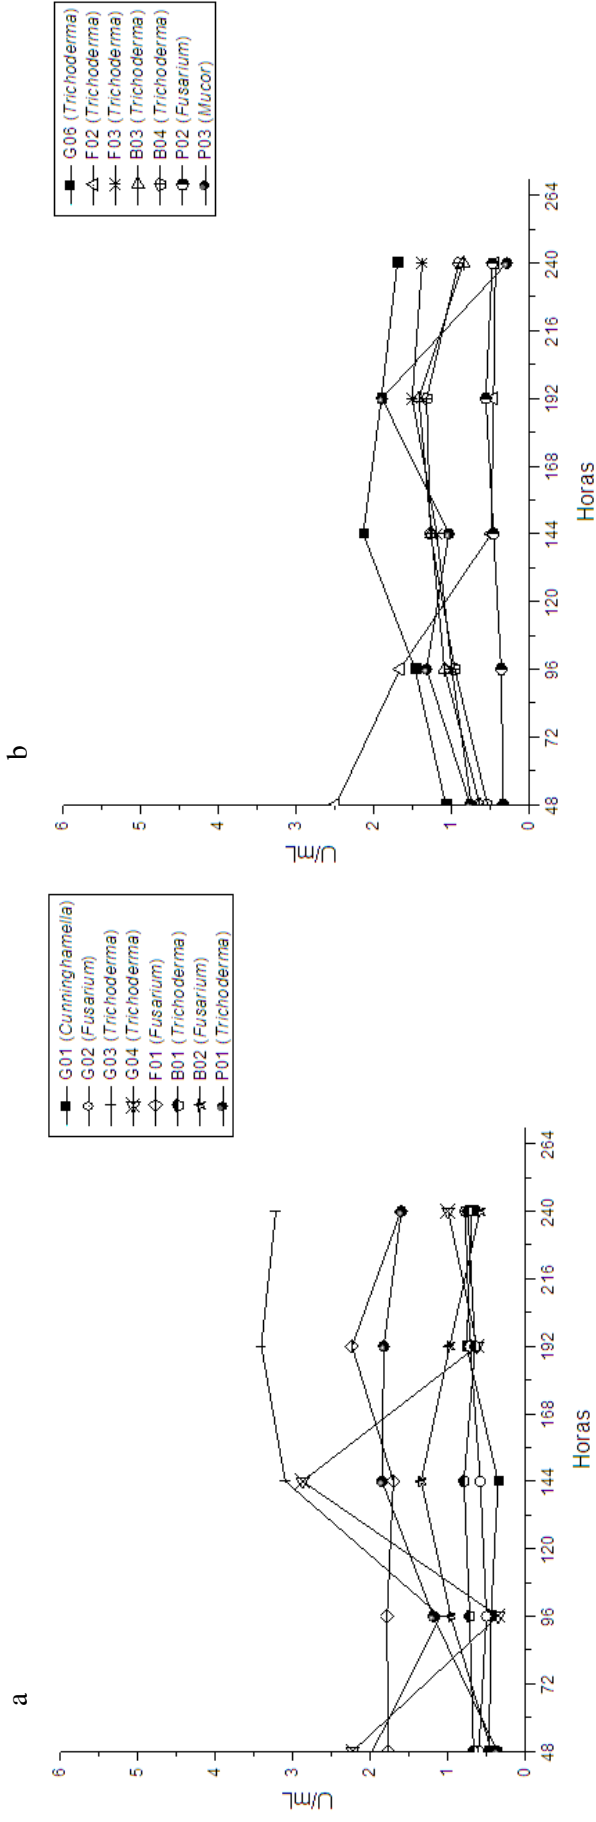 a
U/mL
6
5
4
3
2
1
0
48
72
96
120
144
168
192
216
240
264
Horas
G01 (Cunninghamella)
G02 (Fusarium)
G03 (Trichoderma)
G04 (Trichoderma)
F01 (Fusarium)
B01 (Trichoderma)
B02 (Fusarium)
P01 (Trichoderma)
b
U/mL
6
5
4
3
2
1
0
48
72
96
120
144
168
192
216
240
264
Horas
G06 (Trichoderma)
F02 (Trichoderma)
F03 (Trichoderma)
B03 (Trichoderma)
B04 (Trichoderma)
P02 (Fusarium)
P03 (Mucor)